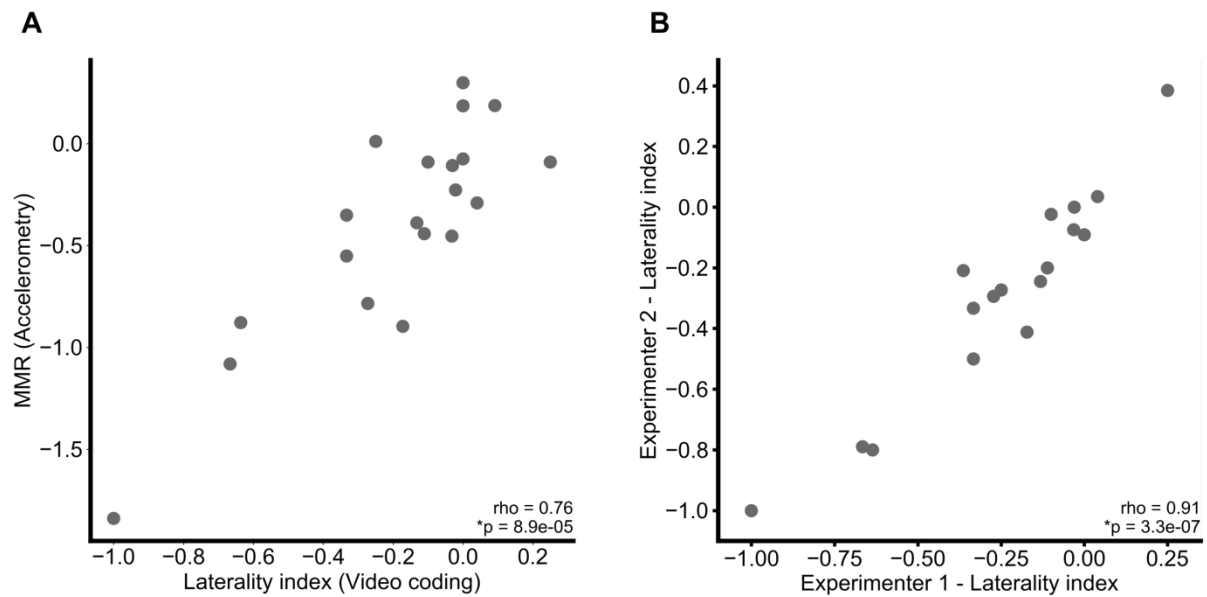 A
B
MMR (Accelerometry)
0.0
−0.5
−1.0
−1.5
rho = 0.76
*p = 8.9e-05
−1.0 −0.8 −0.6 −0.4 −0.2 0.0 0.2
Laterality index (Video coding)
Experimenter 2 - Laterality index
0.4
0.2
0.0
−0.2
−0.4
−0.6
−0.8
−1.0
rho = 0.91
*p = 3.3e-07
−1.00 −0.75 −0.50 −0.25 0.00 0.25
Experimenter 1 - Laterality index